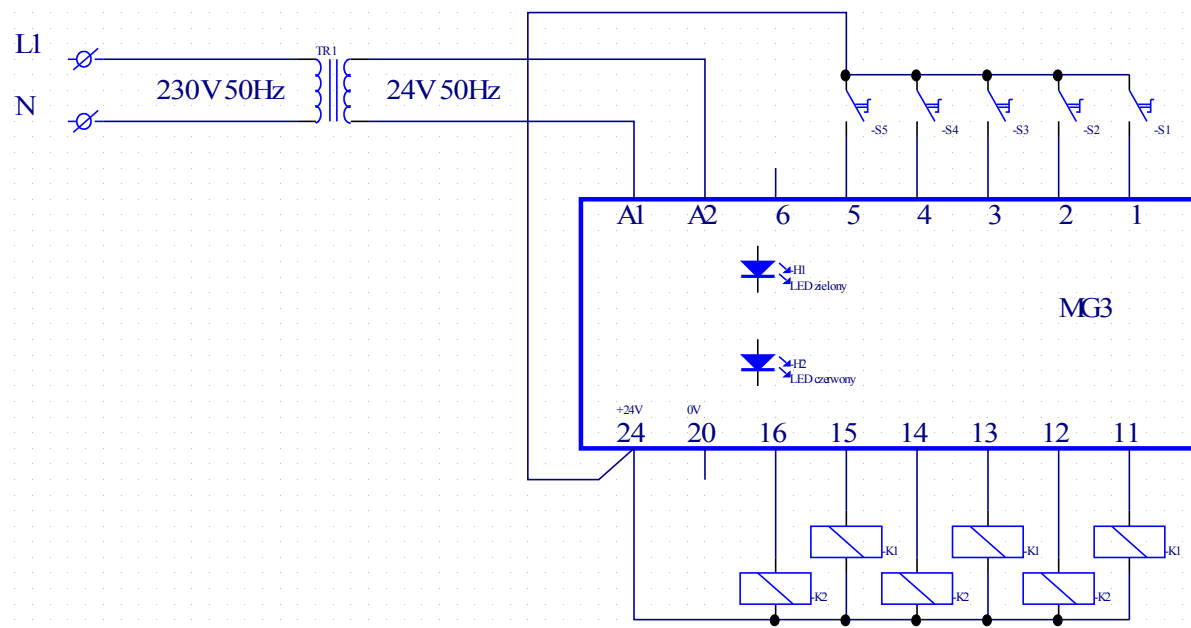 L1
TR1
230V 50Hz
24V 50Hz
N
-S5
-S4
-S3
-S2
-S1
A1
A2
6
5
4
3
2
1
-H1
LED zielony
MG3
-H2
LED czerwony
+24V
0V
24
20
16
15
14
13
12
11
-K1
-K1
-K1
-K2
-K2
-K2